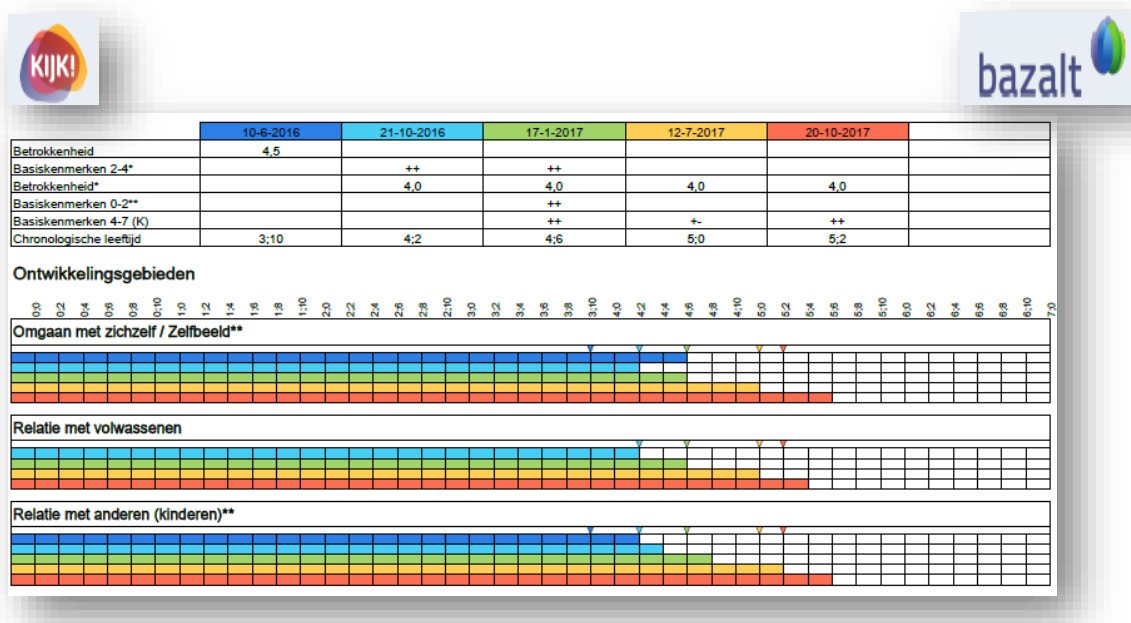 KIJK!
bazalt
10-6-2016 21-10-2016 17-1-2017 12-7-2017 20-10-2017
Betrokkenheid 4,5
Basiskenmerken 2-4* ++ ++
Betrokkenheid* 4,0 4,0 4,0 4,0
Basiskenmerken 0-2** ++
Basiskenmerken 4-7 (K) ++ +- ++
Chronologische leeftijd 3;10 4;2 4;6 5;0 5;2
Ontwikkelingsgebieden
0;0 0;2 0;4 0;6 0;8 0;10 1;0 1;2 1;4 1;6 1;8 1;10 2;0 2;2 2;4 2;6 2;8 2;10 3;0 3;2 3;4 3;6 3;8 3;10 4;0 4;2 4;4 4;6 4;8 4;10 5;0 5;2 5;4 5;6 5;8 5;10 6;0 6;2 6;4 6;6 6;8 6;10 7;0
Omgaan met zichzelf / Zelfbeeld**
Relatie met volwassenen
Relatie met anderen (kinderen)**